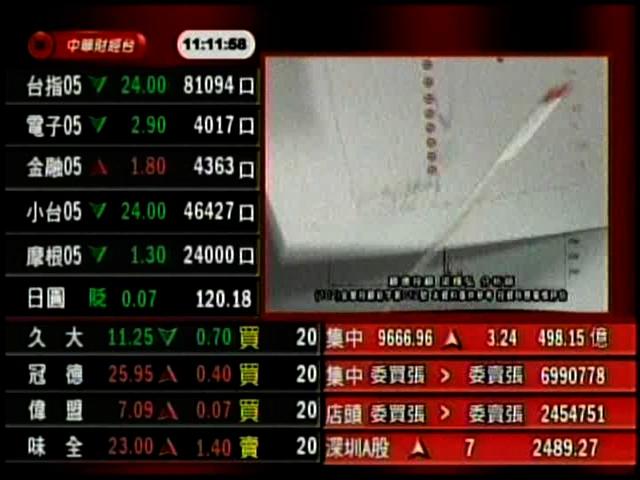 中華財經台 11:11:58
台指05 24.00 81094口
電子05 2.90 4017口
金融05 1.80 4363口
小台05 24.00 46427口
摩根05 1.30 24000口
日圓 貶 0.07 120.18
久大 11.25 0.70 買 20
冠德 25.95 0.40 買 20
偉盟 7.09 0.07 買 20
味全 23.00 1.40 賣 20
集中 9666.96 3.24 498.15億
集中 委買張 > 委賣張 6990778
店頭 委買張 > 委賣張 2454751
深圳A股 7 2489.27